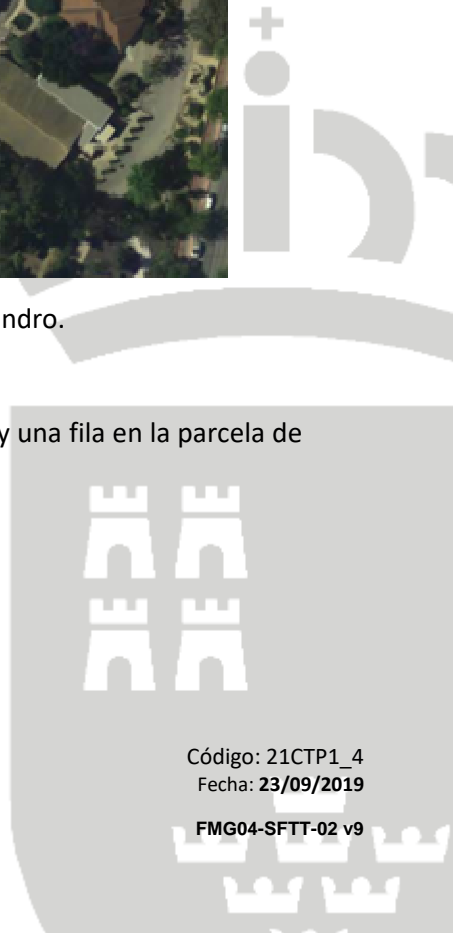 ndro.
y una fila en la parcela de
Código: 21CTP1_4
Fecha: 23/09/2019
FMG04-SFTT-02 v9